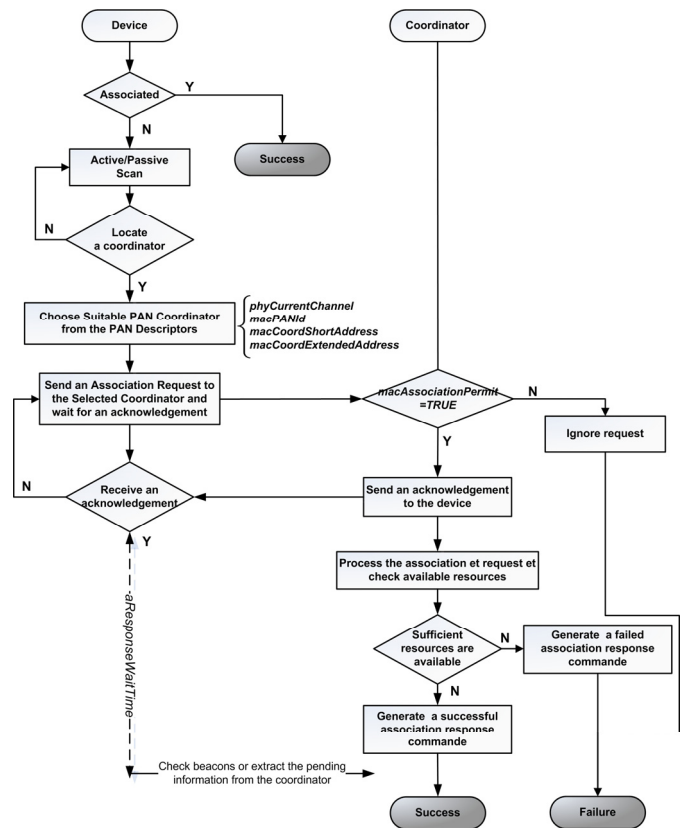 Device
Coordinator
Associated
Y
N
Success
Active/Passive
Scan
N
Locate
a coordinator
Y
Choose Suitable PAN Coordinator
from the PAN Descriptors
phyCurrentChannel
macPANId
macCoordShortAddress
macCoordExtendedAddress
Send an Association Request to
the Selected Coordinator and
wait for an acknowledgement
macAssociationPermit
=TRUE
N
Y
Ignore request
N
Receive an
acknowledgement
Y
Send an acknowledgement
to the device
Process the association et request et
check available resources
aResponseWaitTime
Sufficient
resources are
available
N
Generate a failed
association response
commande
N
Generate a successful
association response
commande
Check beacons or extract the pending
information from the coordinator
Success
Failure